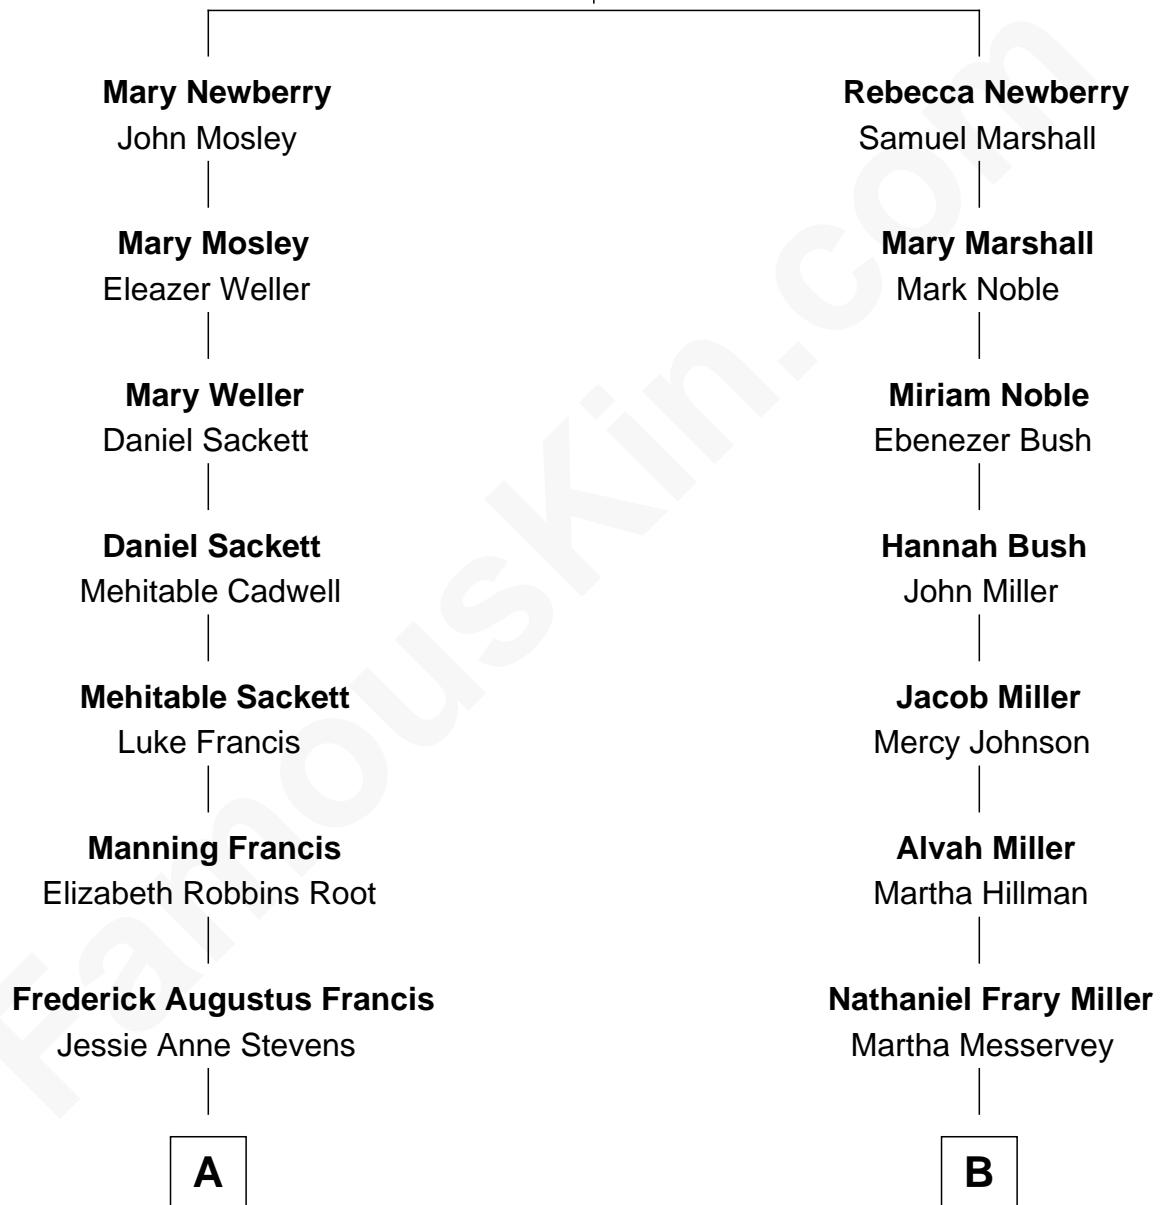 Mary Newberry
John Mosley
Mary Mosley
Eleazer Weller
Mary Weller
Daniel Sackett
Daniel Sackett
Mehitable Cadwell
Mehitable Sackett
Luke Francis
Manning Francis
Elizabeth Robbins Root
Frederick Augustus Francis
Jessie Anne Stevens
A
Rebecca Newberry
Samuel Marshall
Mary Marshall
Mark Noble
Miriam Noble
Ebenezer Bush
Hannah Bush
John Miller
Jacob Miller
Mercy Johnson
Alvah Miller
Martha Hillman
Nathaniel Frary Miller
Martha Messervey
B
FamousKin.com